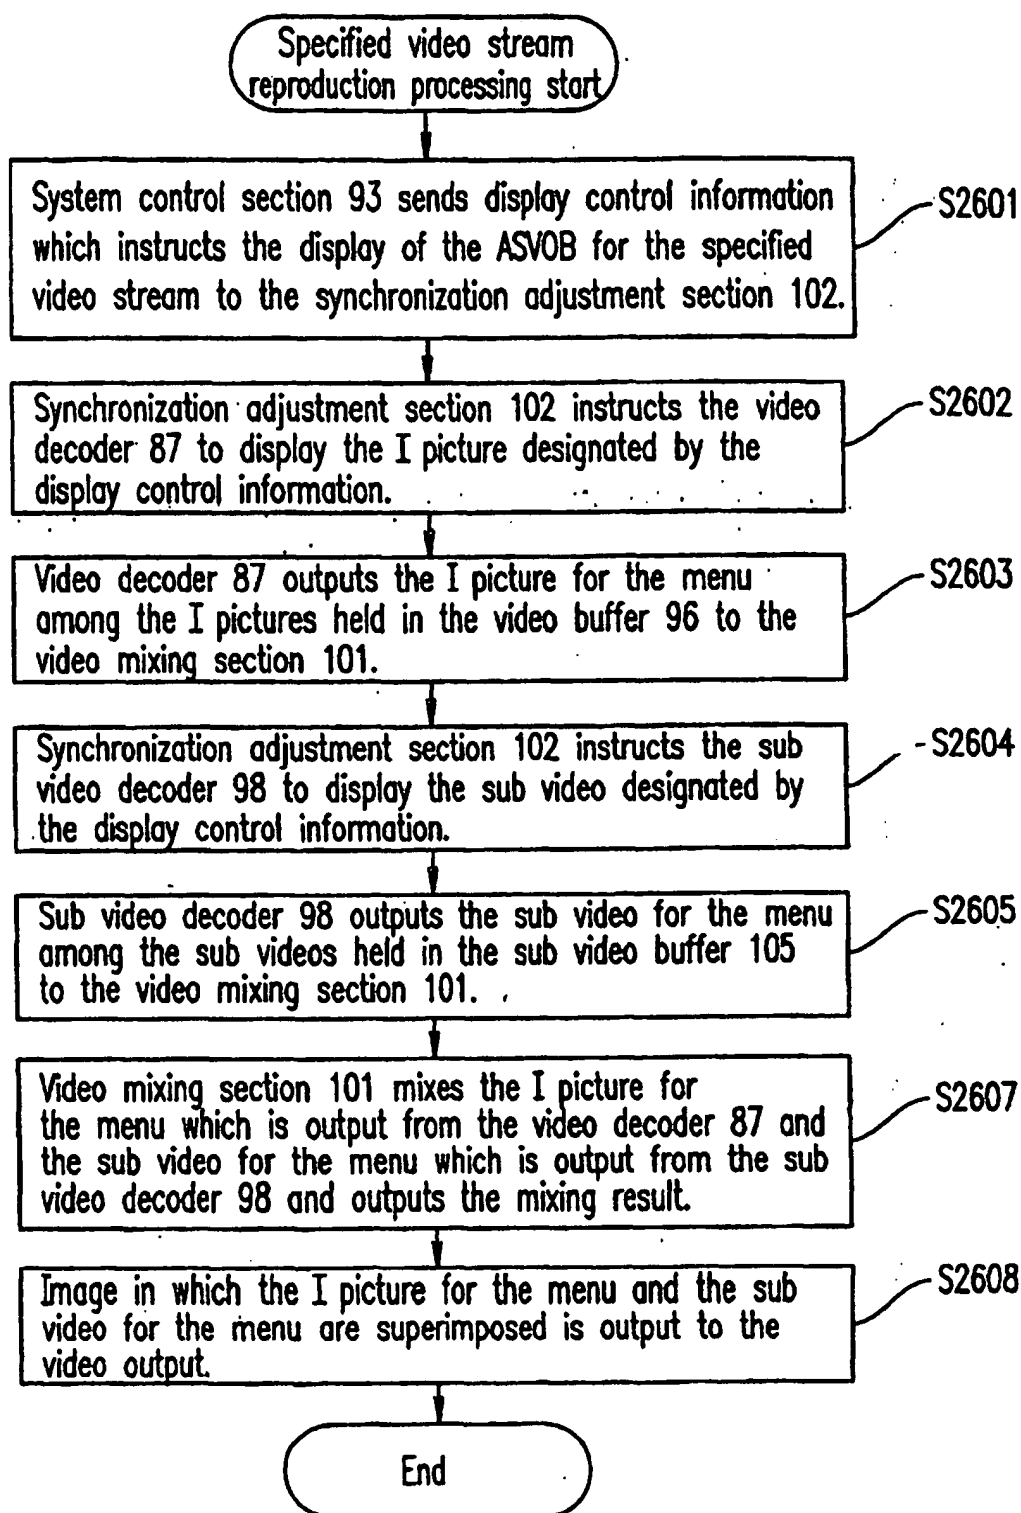 Specified video stream
reproduction processing start
System control section 93 sends display control information
which instructs the display of the ASVOB for the specified
video stream to the synchronization adjustment section 102.
S2601
Synchronization adjustment section 102 instructs the video
decoder 87 to display the I picture designated by the
display control information.
S2602
Video decoder 87 outputs the I picture for the menu
among the I pictures held in the video buffer 96 to the
video mixing section 101.
S2603
Synchronization adjustment section 102 instructs the sub
video decoder 98 to display the sub video designated by
the display control information.
S2604
Sub video decoder 98 outputs the sub video for the menu
among the sub videos held in the sub video buffer 105
to the video mixing section 101.
S2605
Video mixing section 101 mixes the I picture for
the menu which is output from the video decoder 87 and
the sub video for the menu which is output from the sub
video decoder 98 and outputs the mixing result.
S2607
Image in which the I picture for the menu and the sub
video for the menu are superimposed is output to the
video output.
S2608
End